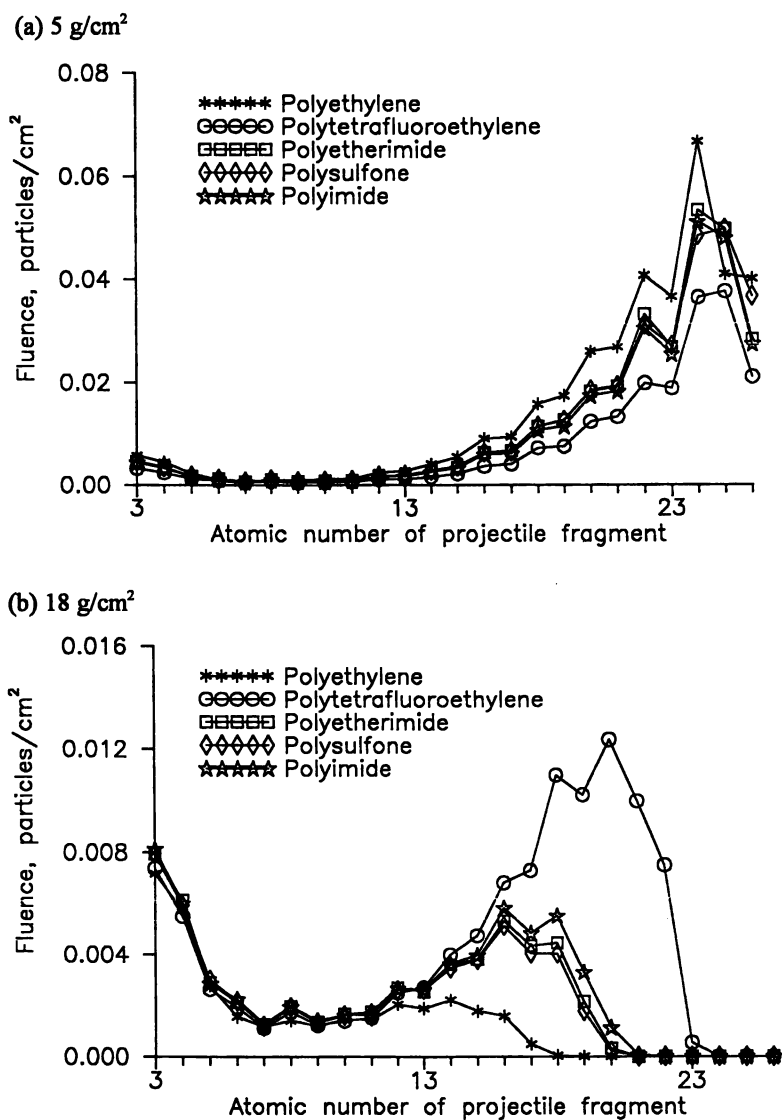 (a) 5 g/cm²
0.08
0.06
0.04
0.02
0.00
Fluence, particles/cm²
Polyethylene
Polytetrafluoroethylene
Polyetherimide
Polysulfone
Polyimide
3
13
23
Atomic number of projectile fragment
(b) 18 g/cm²
0.016
0.012
0.008
0.004
0.000
Fluence, particles/cm²
Polyethylene
Polytetrafluoroethylene
Polyetherimide
Polysulfone
Polyimide
3
13
23
Atomic number of projectile fragment